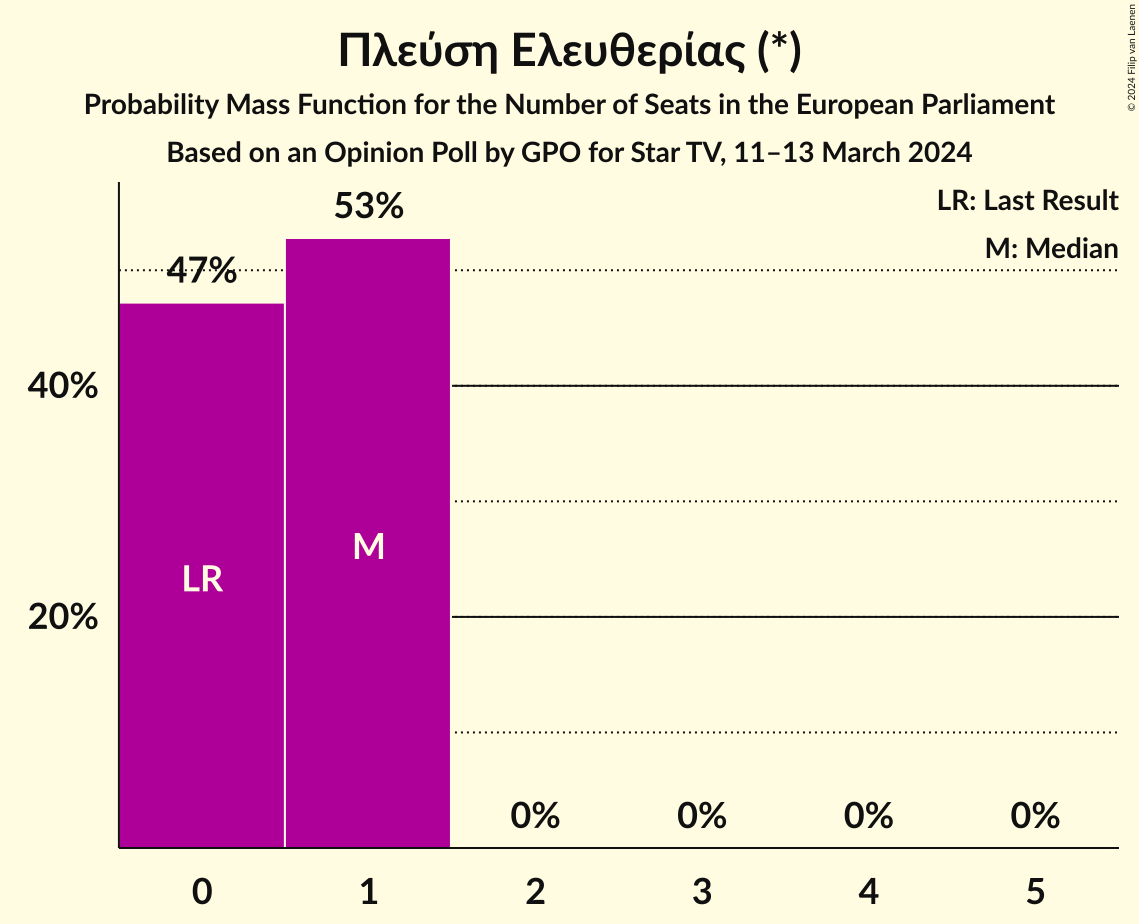 Πλεύση Ελευθερίας (*)
Probability Mass Function for the Number of Seats in the European Parliament
Based on an Opinion Poll by GPO for Star TV, 11–13 March 2024
© 2024 Filip van Laenen
LR: Last Result
M: Median
53%
47%
40%
20%
LR
M
0%
0%
0%
0%
0
1
2
3
4
5